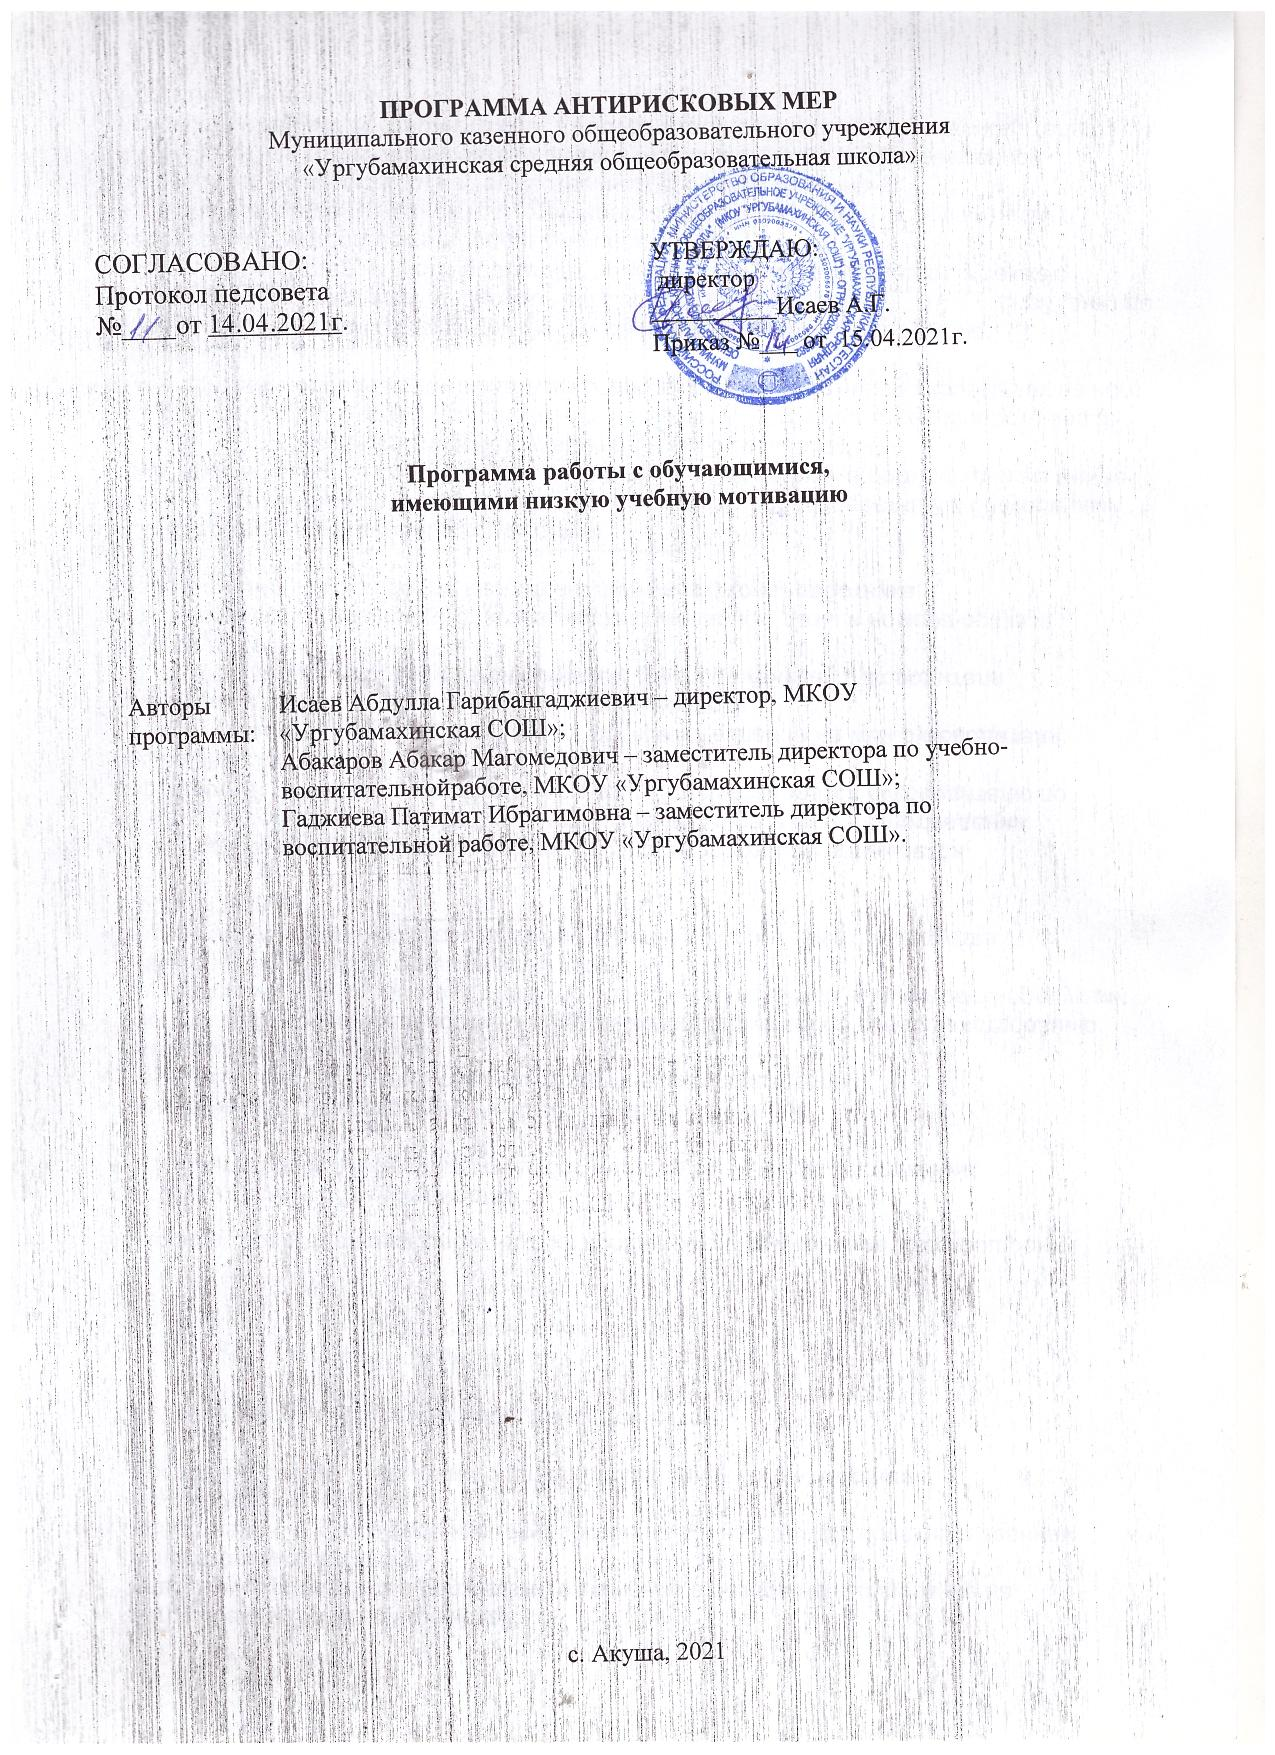 ПРОГРАММА АНТИРИСКОВЫХ МЕР
Муниципального казенного общеобразовательного учреждения
«Ургубамахинская средняя общеобразовательная школа»
СОГЛАСОВАНО:
Протокол педсовета
№ 11 от 14.04.2021г.
УТВЕРЖДАЮ:
директор
Исаев А.Г.
Приказ № 14 от 15.04.2021г.
Программа работы с обучающимися,
имеющими низкую учебную мотивацию
Авторы
программы:
Исаев Абдулла Гарибангаджиевич – директор, МКОУ
«Ургубамахинская СОШ»;
Абакаров Абакар Магомедович – заместитель директора по учебно-
воспитательнойработе, МКОУ «Ургубамахинская СОШ»;
Гаджиева Патимат Ибрагимовна – заместитель директора по
воспитательной работе, МКОУ «Ургубамахинская СОШ».
с. Акуша, 2021